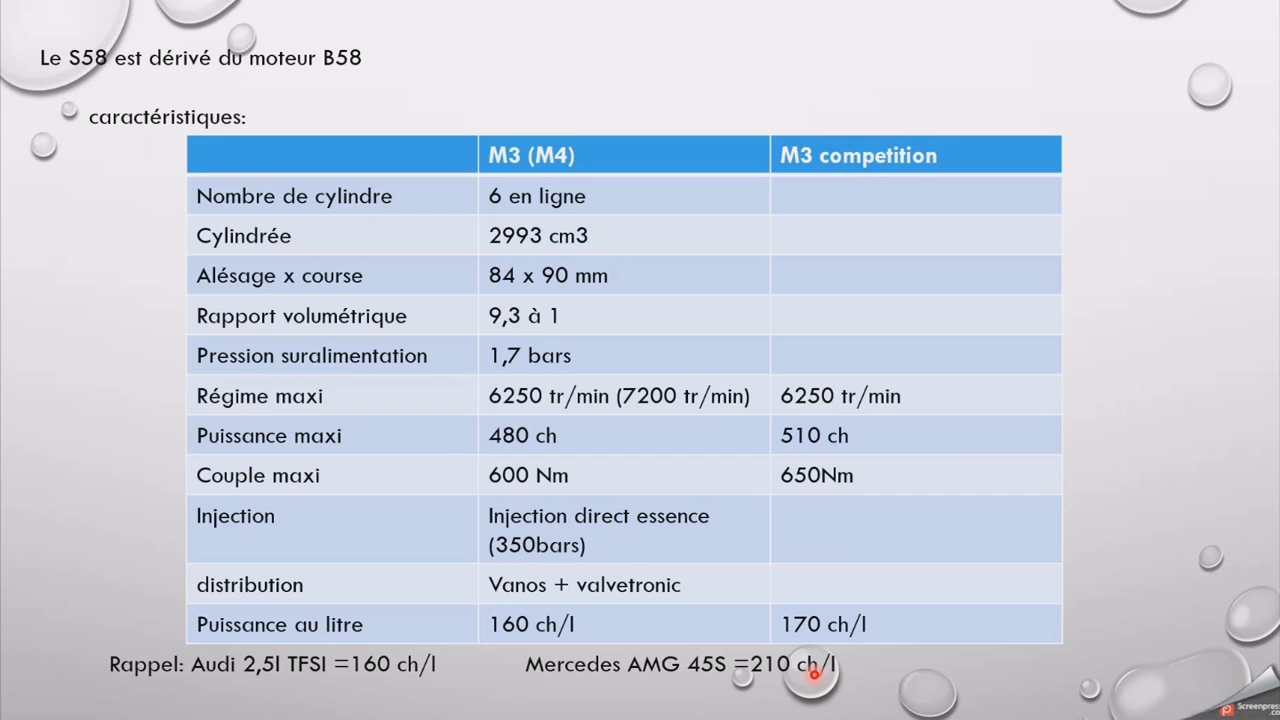 Le S58 est dérivé du moteur B58
caractéristiques:
M3 (M4) M3 competition
Nombre de cylindre 6 en ligne
Cylindrée 2993 cm3
Alésage x course 84 x 90 mm
Rapport volumétrique 9,3 à 1
Pression suralimentation 1,7 bars
Régime maxi 6250 tr/min (7200 tr/min) 6250 tr/min
Puissance maxi 480 ch 510 ch
Couple maxi 600 Nm 650Nm
Injection Injection direct essence
(350bars)
distribution Vanos + valvetronic
Puissance au litre 160 ch/l 170 ch/l
Rappel: Audi 2,5l TFSI =160 ch/l Mercedes AMG 45S =210 ch/l